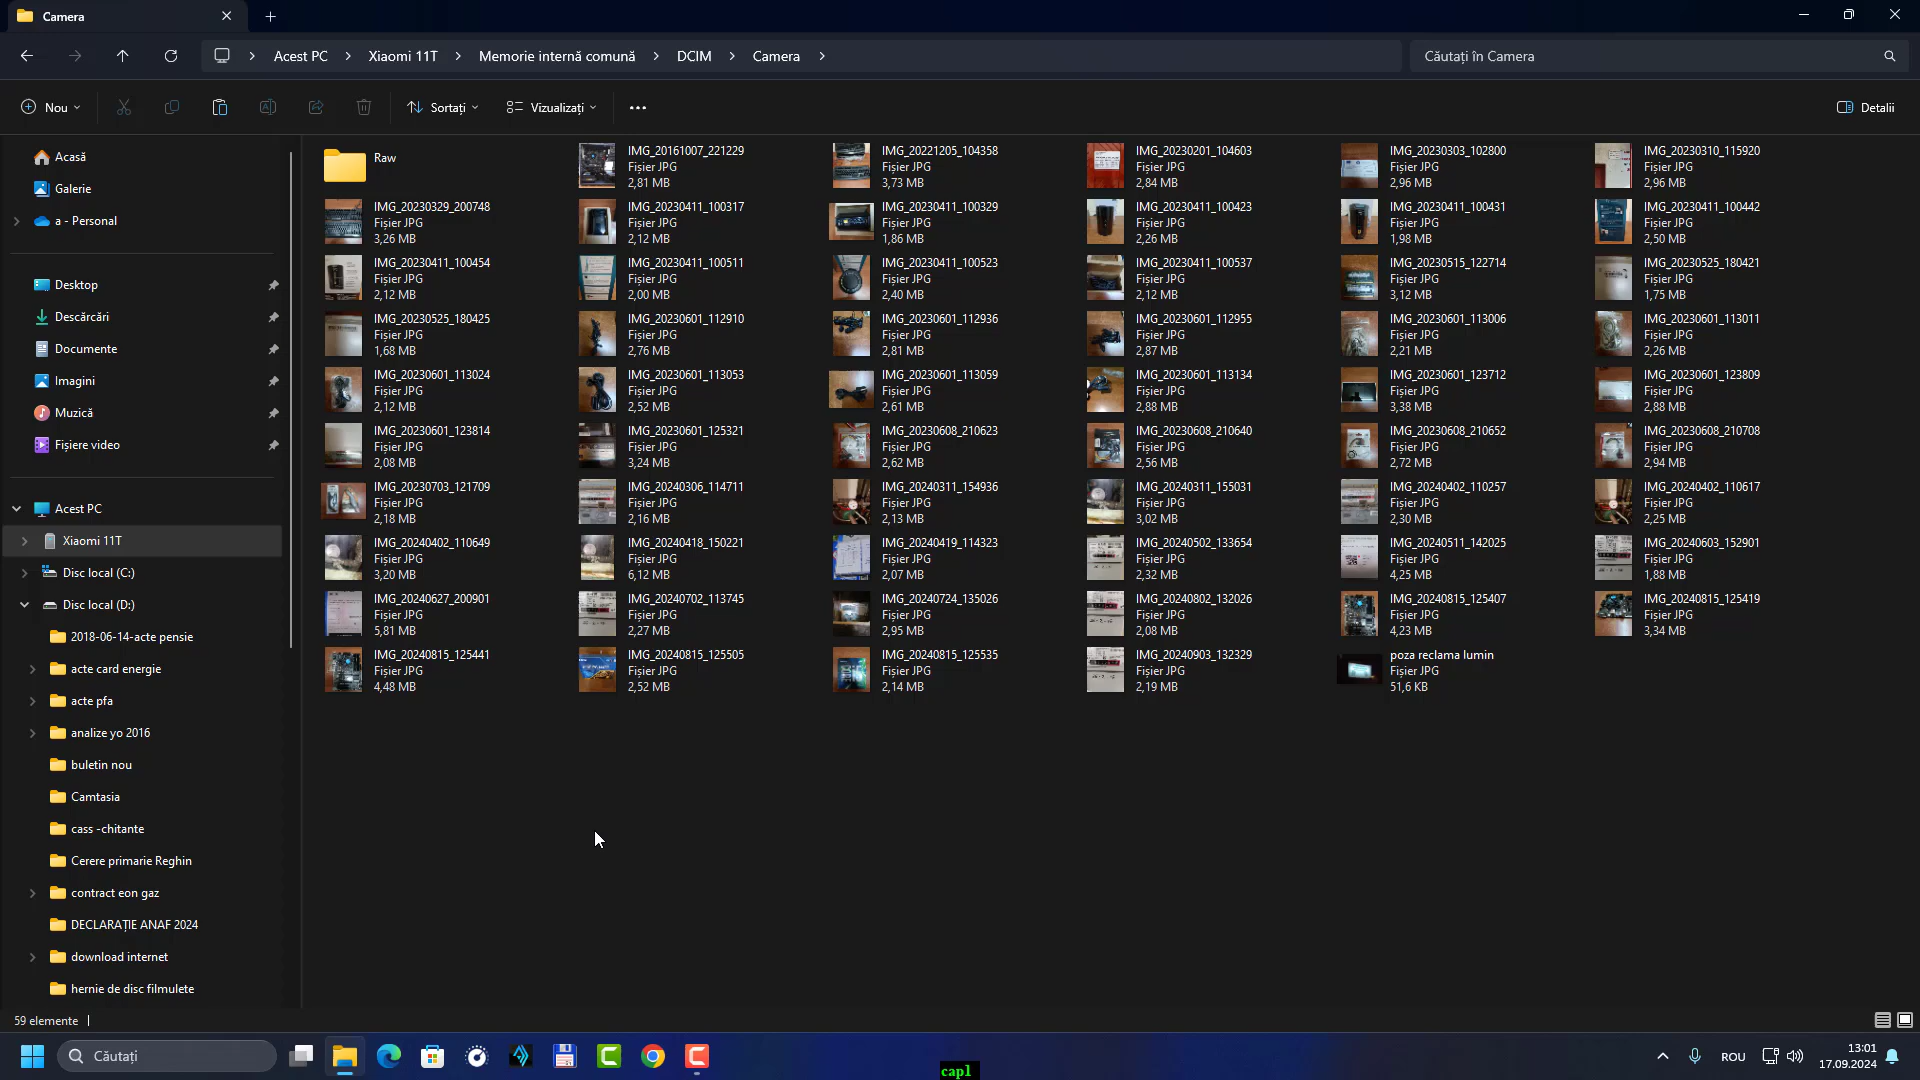 Camera
Acest PC
Xiaomi 11T
Memorie internă comună
DCIM
Camera
Căutați în Camera
Nou
Sortați
Vizualizați
Detalii
Acasă
Galerie
a - Personal
Desktop
Descărcări
Documente
Imagini
Muzică
Fișiere video
Acest PC
Xiaomi 11T
Disc local (C:)
Disc local (D:)
2018-06-14-acte pensie
acte card energie
acte pfa
analize yo 2016
buletin nou
Camtasia
cass -chitante
Cerere primarie Reghin
contract eon gaz
DECLARAȚIE ANAF 2024
download internet
hernie de disc filmulete
Raw
IMG_20161007_221229
Fișier JPG
2,81 MB
IMG_20221205_104358
Fișier JPG
3,73 MB
IMG_20230201_104603
Fișier JPG
2,84 MB
IMG_20230303_102800
Fișier JPG
2,96 MB
IMG_20230310_115920
Fișier JPG
2,96 MB
IMG_20230329_200748
Fișier JPG
3,26 MB
IMG_20230411_100317
Fișier JPG
2,12 MB
IMG_20230411_100329
Fișier JPG
1,86 MB
IMG_20230411_100423
Fișier JPG
2,26 MB
IMG_20230411_100431
Fișier JPG
1,98 MB
IMG_20230411_100442
Fișier JPG
2,50 MB
IMG_20230411_100454
Fișier JPG
2,12 MB
IMG_20230411_100511
Fișier JPG
2,00 MB
IMG_20230411_100523
Fișier JPG
2,40 MB
IMG_20230411_100537
Fișier JPG
2,12 MB
IMG_20230515_122714
Fișier JPG
3,12 MB
IMG_20230525_180421
Fișier JPG
1,75 MB
IMG_20230525_180425
Fișier JPG
1,68 MB
IMG_20230601_112910
Fișier JPG
2,76 MB
IMG_20230601_112936
Fișier JPG
2,81 MB
IMG_20230601_112955
Fișier JPG
2,87 MB
IMG_20230601_113006
Fișier JPG
2,21 MB
IMG_20230601_113011
Fișier JPG
2,26 MB
IMG_20230601_113024
Fișier JPG
2,12 MB
IMG_20230601_113053
Fișier JPG
2,52 MB
IMG_20230601_113059
Fișier JPG
2,61 MB
IMG_20230601_113134
Fișier JPG
2,88 MB
IMG_20230601_123712
Fișier JPG
3,38 MB
IMG_20230601_123809
Fișier JPG
2,88 MB
IMG_20230601_123814
Fișier JPG
2,08 MB
IMG_20230601_125321
Fișier JPG
3,24 MB
IMG_20230608_210623
Fișier JPG
2,62 MB
IMG_20230608_210640
Fișier JPG
2,56 MB
IMG_20230608_210652
Fișier JPG
2,72 MB
IMG_20230608_210708
Fișier JPG
2,94 MB
IMG_20230703_121709
Fișier JPG
2,18 MB
IMG_20240306_114711
Fișier JPG
2,16 MB
IMG_20240311_154936
Fișier JPG
2,13 MB
IMG_20240311_155031
Fișier JPG
3,02 MB
IMG_20240402_110257
Fișier JPG
2,30 MB
IMG_20240402_110617
Fișier JPG
2,25 MB
IMG_20240402_110649
Fișier JPG
3,20 MB
IMG_20240418_150221
Fișier JPG
6,12 MB
IMG_20240419_114323
Fișier JPG
2,07 MB
IMG_20240502_133654
Fișier JPG
2,32 MB
IMG_20240511_142025
Fișier JPG
4,25 MB
IMG_20240603_152901
Fișier JPG
1,88 MB
IMG_20240627_200901
Fișier JPG
5,81 MB
IMG_20240702_113745
Fișier JPG
2,27 MB
IMG_20240724_135026
Fișier JPG
2,95 MB
IMG_20240802_132026
Fișier JPG
2,08 MB
IMG_20240815_125407
Fișier JPG
4,23 MB
IMG_20240815_125419
Fișier JPG
3,34 MB
IMG_20240815_125441
Fișier JPG
4,48 MB
IMG_20240815_125505
Fișier JPG
2,52 MB
IMG_20240815_125535
Fișier JPG
2,14 MB
IMG_20240903_132329
Fișier JPG
2,19 MB
poza reclama lumin
Fișier JPG
51,6 KB
59 elemente
Căutați
capl
ROU
13:01
17.09.2024